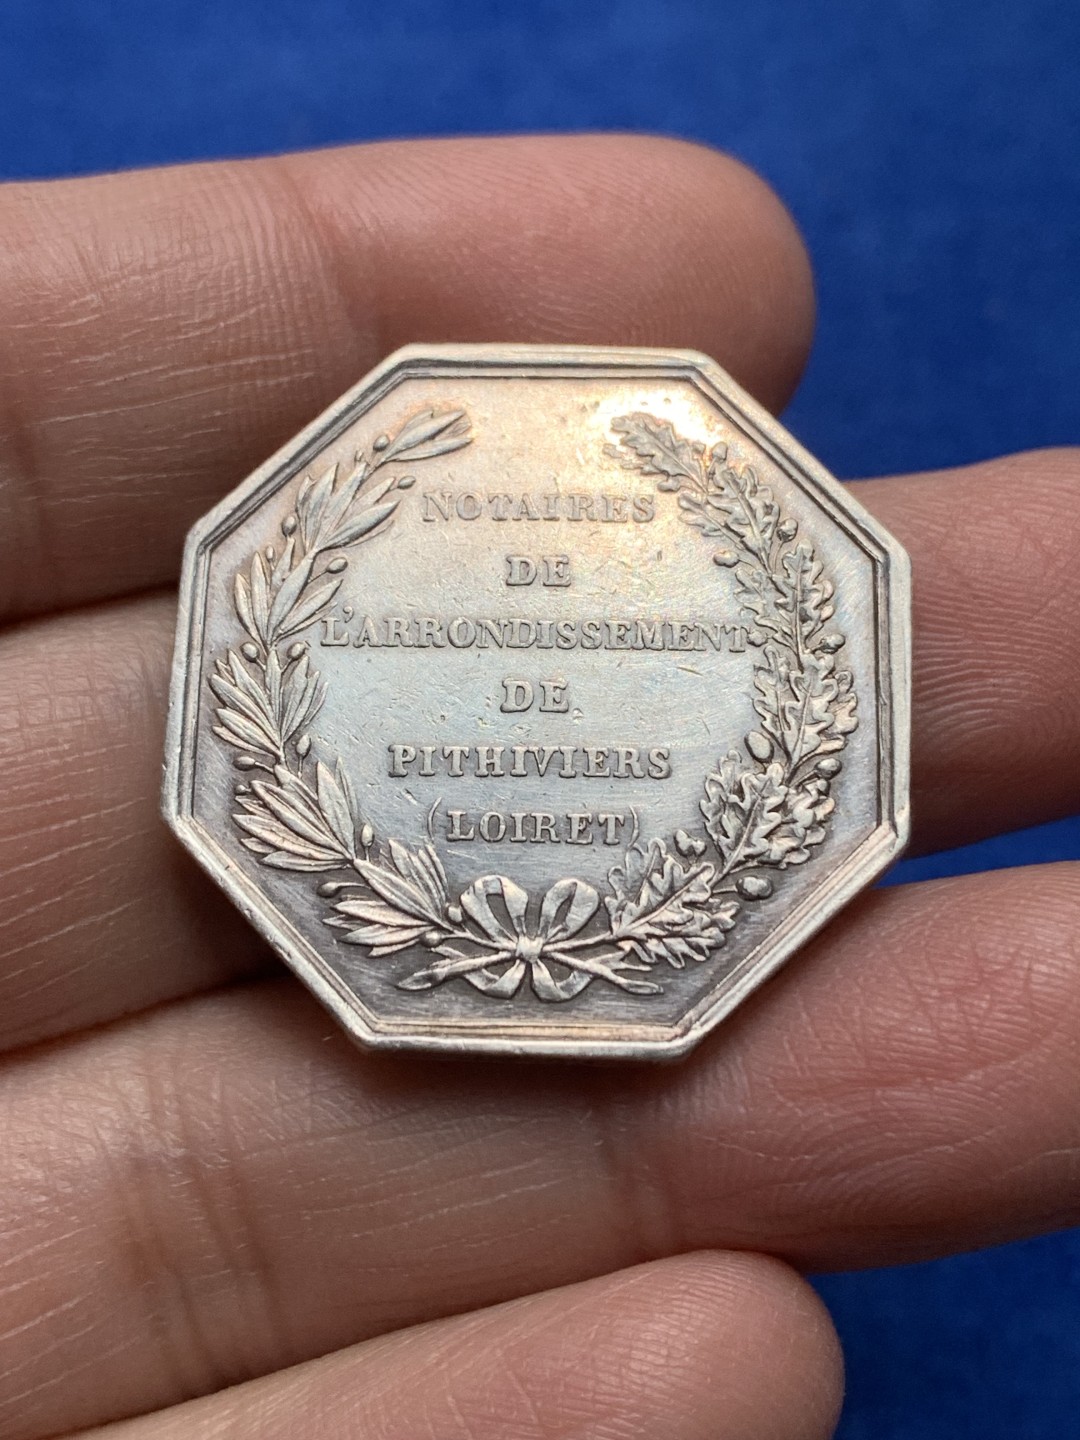 NOTAIRES
DE
L'ARRONDISSEMENT
DE
PITHIVIERS
(LOIRET)